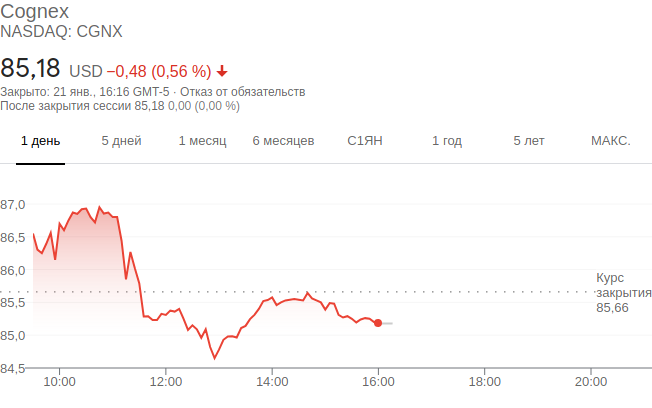 Cognex
NASDAQ: CGNX
85,18 USD −0,48 (0,56 %)
Закрыто: 21 янв., 16:16 GMT-5 · Отказ от обязательств
После закрытия сессии 85,18 0,00 (0,00 %)
1 день 5 дней 1 месяц 6 месяцев С1ЯН 1 год 5 лет МАКС.
87,0
86,5
86,0
Курс
закрытия
85,66
85,5
85,0
84,5
10:00 12:00 14:00 16:00 18:00 20:00